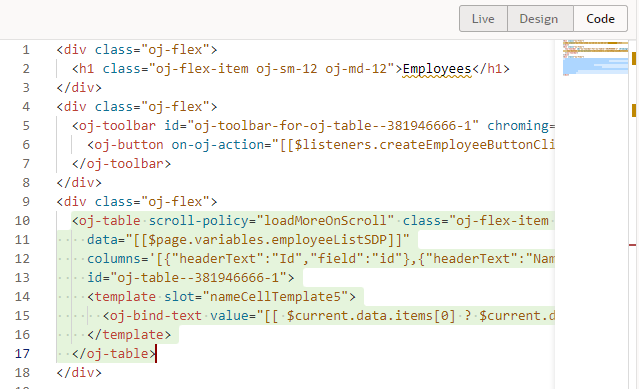 Live Design Code
1 <div class="oj-flex">
2 <h1 class="oj-flex-item oj-sm-12 oj-md-12">Employees</h1>
3 </div>
4 <div class="oj-flex">
5 <oj-toolbar id="oj-toolbar-for-oj-table--381946666-1" chroming=
6 <oj-button on-oj-action="[[$listeners.createEmployeeButtonCli
7 </oj-toolbar>
8 </div>
9 <div class="oj-flex">
10 <oj-table scroll-policy="loadMoreOnScroll" class="oj-flex-item
11 data="[[$page.variables.employeeListSDP]]"
12 columns='[{"headerText":"Id","field":"id"},{"headerText":"Nam
13 id="oj-table--381946666-1">
14 <template slot="nameCellTemplate5">
15 <oj-bind-text value="[[ $current.data.items[0] ? $current.d
16 </template>
17 </oj-table>
18 </div>